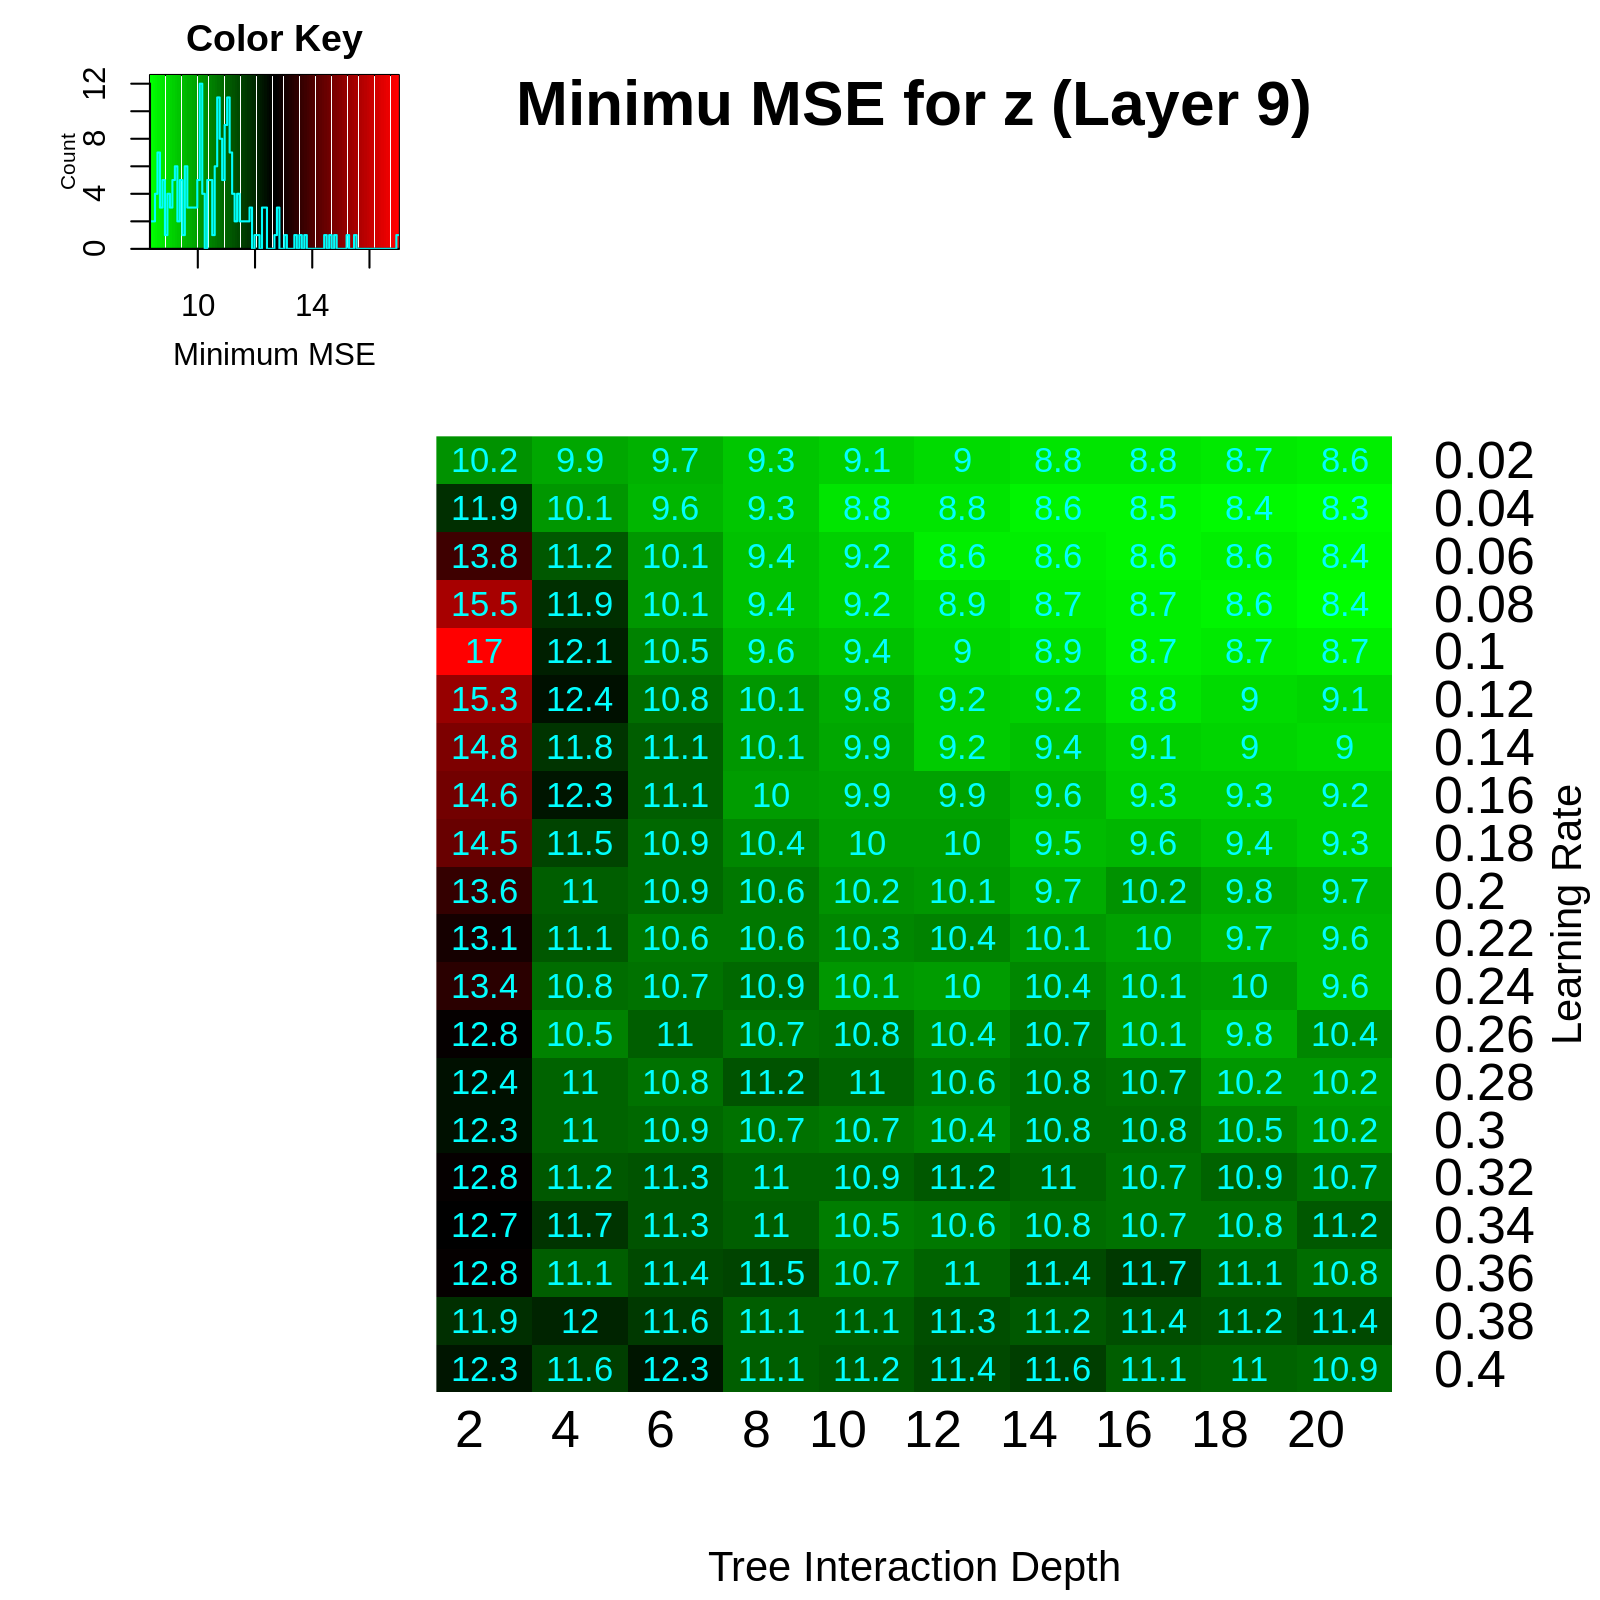 Color Key
Minimu MSE for z (Layer 9)
Count
0 4 8 12
10 14
Minimum MSE
10.2 9.9 9.7 9.3 9.1 9 8.8 8.8 8.7 8.6 0.02
11.9 10.1 9.6 9.3 8.8 8.8 8.6 8.5 8.4 8.3 0.04
13.8 11.2 10.1 9.4 9.2 8.6 8.6 8.6 8.6 8.4 0.06
15.5 11.9 10.1 9.4 9.2 8.9 8.7 8.7 8.6 8.4 0.08
17 12.1 10.5 9.6 9.4 9 8.9 8.7 8.7 8.7 0.1
15.3 12.4 10.8 10.1 9.8 9.2 9.2 8.8 9 9.1 0.12
14.8 11.8 11.1 10.1 9.9 9.2 9.4 9.1 9 9 0.14
14.6 12.3 11.1 10 9.9 9.9 9.6 9.3 9.3 9.2 0.16
14.5 11.5 10.9 10.4 10 10 9.5 9.6 9.4 9.3 0.18
13.6 11 10.9 10.6 10.2 10.1 9.7 10.2 9.8 9.7 0.2
13.1 11.1 10.6 10.6 10.3 10.4 10.1 10 9.7 9.6 0.22
13.4 10.8 10.7 10.9 10.1 10 10.4 10.1 10 9.6 0.24
12.8 10.5 11 10.7 10.8 10.4 10.7 10.1 9.8 10.4 0.26
12.4 11 10.8 11.2 11 10.6 10.8 10.7 10.2 10.2 0.28
12.3 11 10.9 10.7 10.7 10.4 10.8 10.8 10.5 10.2 0.3
12.8 11.2 11.3 11 10.9 11.2 11 10.7 10.9 10.7 0.32
12.7 11.7 11.3 11 10.5 10.6 10.8 10.7 10.8 11.2 0.34
12.8 11.1 11.4 11.5 10.7 11 11.4 11.7 11.1 10.8 0.36
11.9 12 11.6 11.1 11.1 11.3 11.2 11.4 11.2 11.4 0.38
12.3 11.6 12.3 11.1 11.2 11.4 11.6 11.1 11 10.9 0.4
Learning Rate
2 4 6 8 10 12 14 16 18 20
Tree Interaction Depth